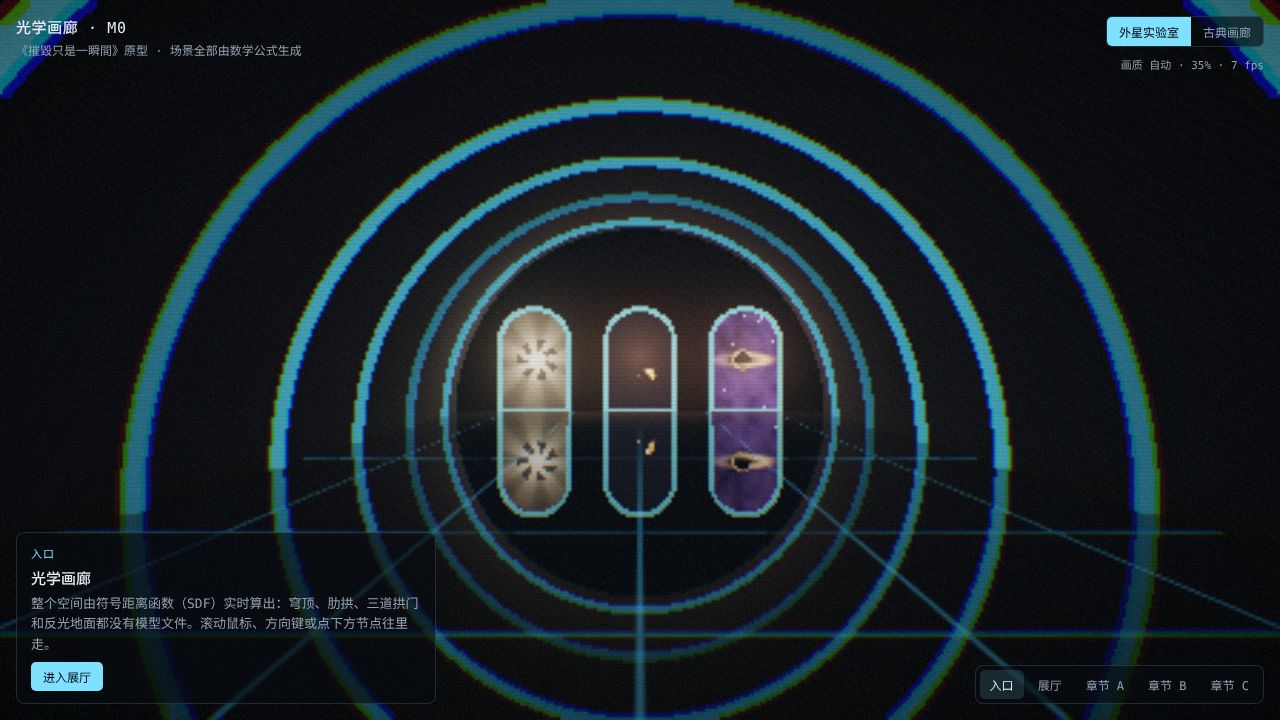 光学画廊 · M0
《摧毁只是一瞬间》原型 · 场景全部由数学公式生成
外星实验室 古典画廊
画质 自动 · 35% · 7 fps
入口
光学画廊
整个空间由符号距离函数（SDF）实时算出：穹顶、肋拱、三道拱门
和反光地面都没有模型文件。滚动鼠标、方向键或点下方节点往里
走。
进入展厅
入口 展厅 章节 A 章节 B 章节 C